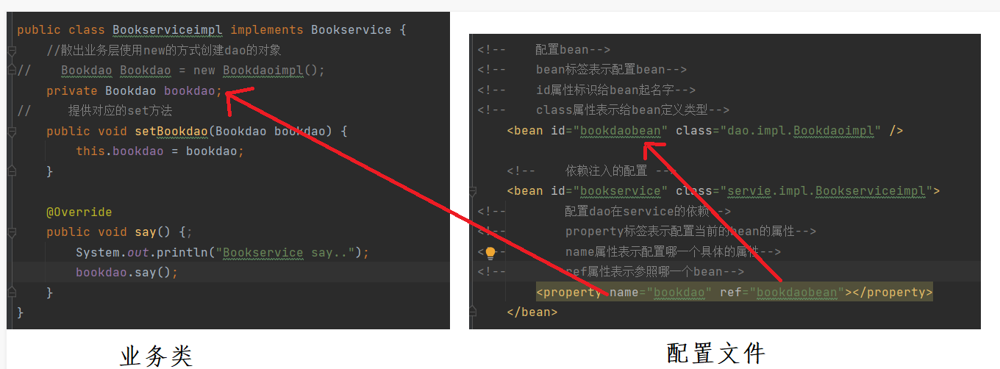 public class Bookserviceimpl implements Bookservice {
//散出业务层使用new的方式创建dao的对象
// Bookdao Bookdao = new Bookdaoimpl();
private Bookdao bookdao;
// 提供对应的set方法
public void setBookdao(Bookdao bookdao) {
this.bookdao = bookdao;
}
@Override
public void say() {;
System.out.println("Bookservice say..");
bookdao.say();
}
}
业务类
<!-- 配置bean-->
<!-- bean标签表示配置bean-->
<!-- id属性标识给bean起名字-->
<!-- class属性表示给bean定义类型-->
<bean id="bookdaobean" class="dao.impl.Bookdaoimpl" />
<!-- 依赖注入的配置 -->
<bean id="bookservice" class="servie.impl.Bookserviceimpl">
<!-- 配置dao在service的依赖-->
<!-- property标签表示配置当前的bean的属性-->
<!-- name属性表示配置哪一个具体的属性-->
<!-- ref属性表示参照哪一个bean-->
<property name="bookdao" ref="bookdaobean"></property>
</bean>
配置文件